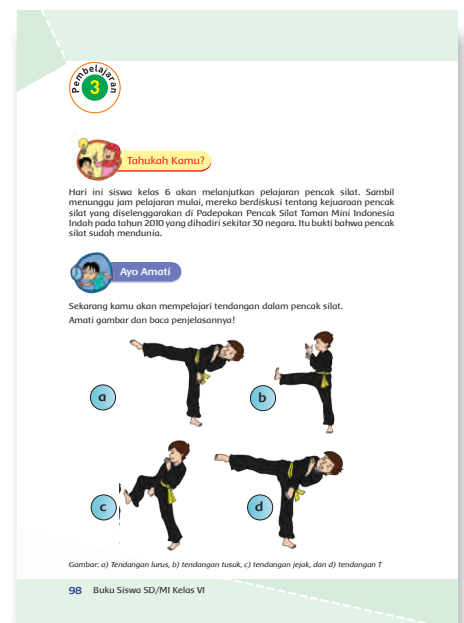 Pembelajaran
3
Tahukah Kamu?
Hari ini siswa kelas 6 akan melanjutkan pelajaran pencak silat. Sambil
menunggu jam pelajaran mulai, mereka berdiskusi tentang kejuaraan pencak
silat yang diselenggarakan di Padepokan Pencak Silat Taman Mini Indonesia
Indah pada tahun 2010 yang dihadiri sekitar 30 negara. Itu bukti bahwa pencak
silat sudah mendunia.
Ayo Amati
Sekarang kamu akan mempelajari tendangan dalam pencak silat.
Amati gambar dan baca penjelasannya!
a
b
c
d
Gambar: a) Tendangan lurus, b) tendangan tusuk, c) tendangan jejak, dan d) tendangan T
98 Buku Siswa SD/MI Kelas VI